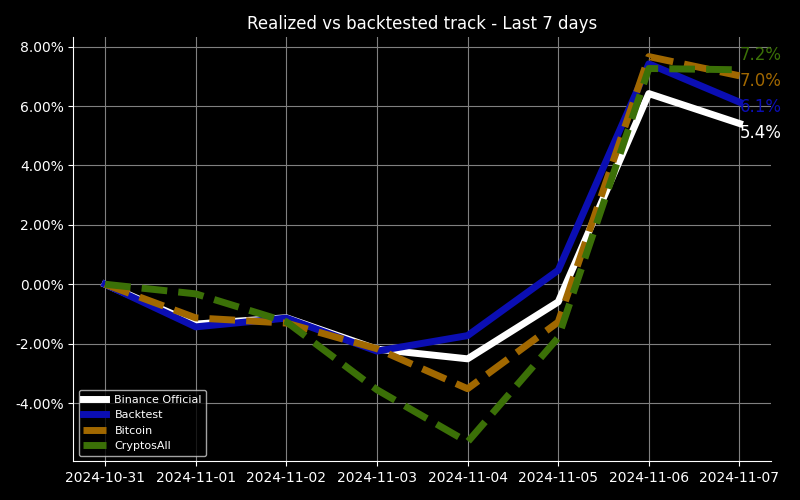 Realized vs backtested track - Last 7 days
8.00%
6.00%
4.00%
2.00%
0.00%
-2.00%
-4.00%
7.2%
7.0%
6.1%
5.4%
Binance Official
Backtest
Bitcoin
CryptosAll
2024-10-31 2024-11-01 2024-11-02 2024-11-03 2024-11-04 2024-11-05 2024-11-06 2024-11-07